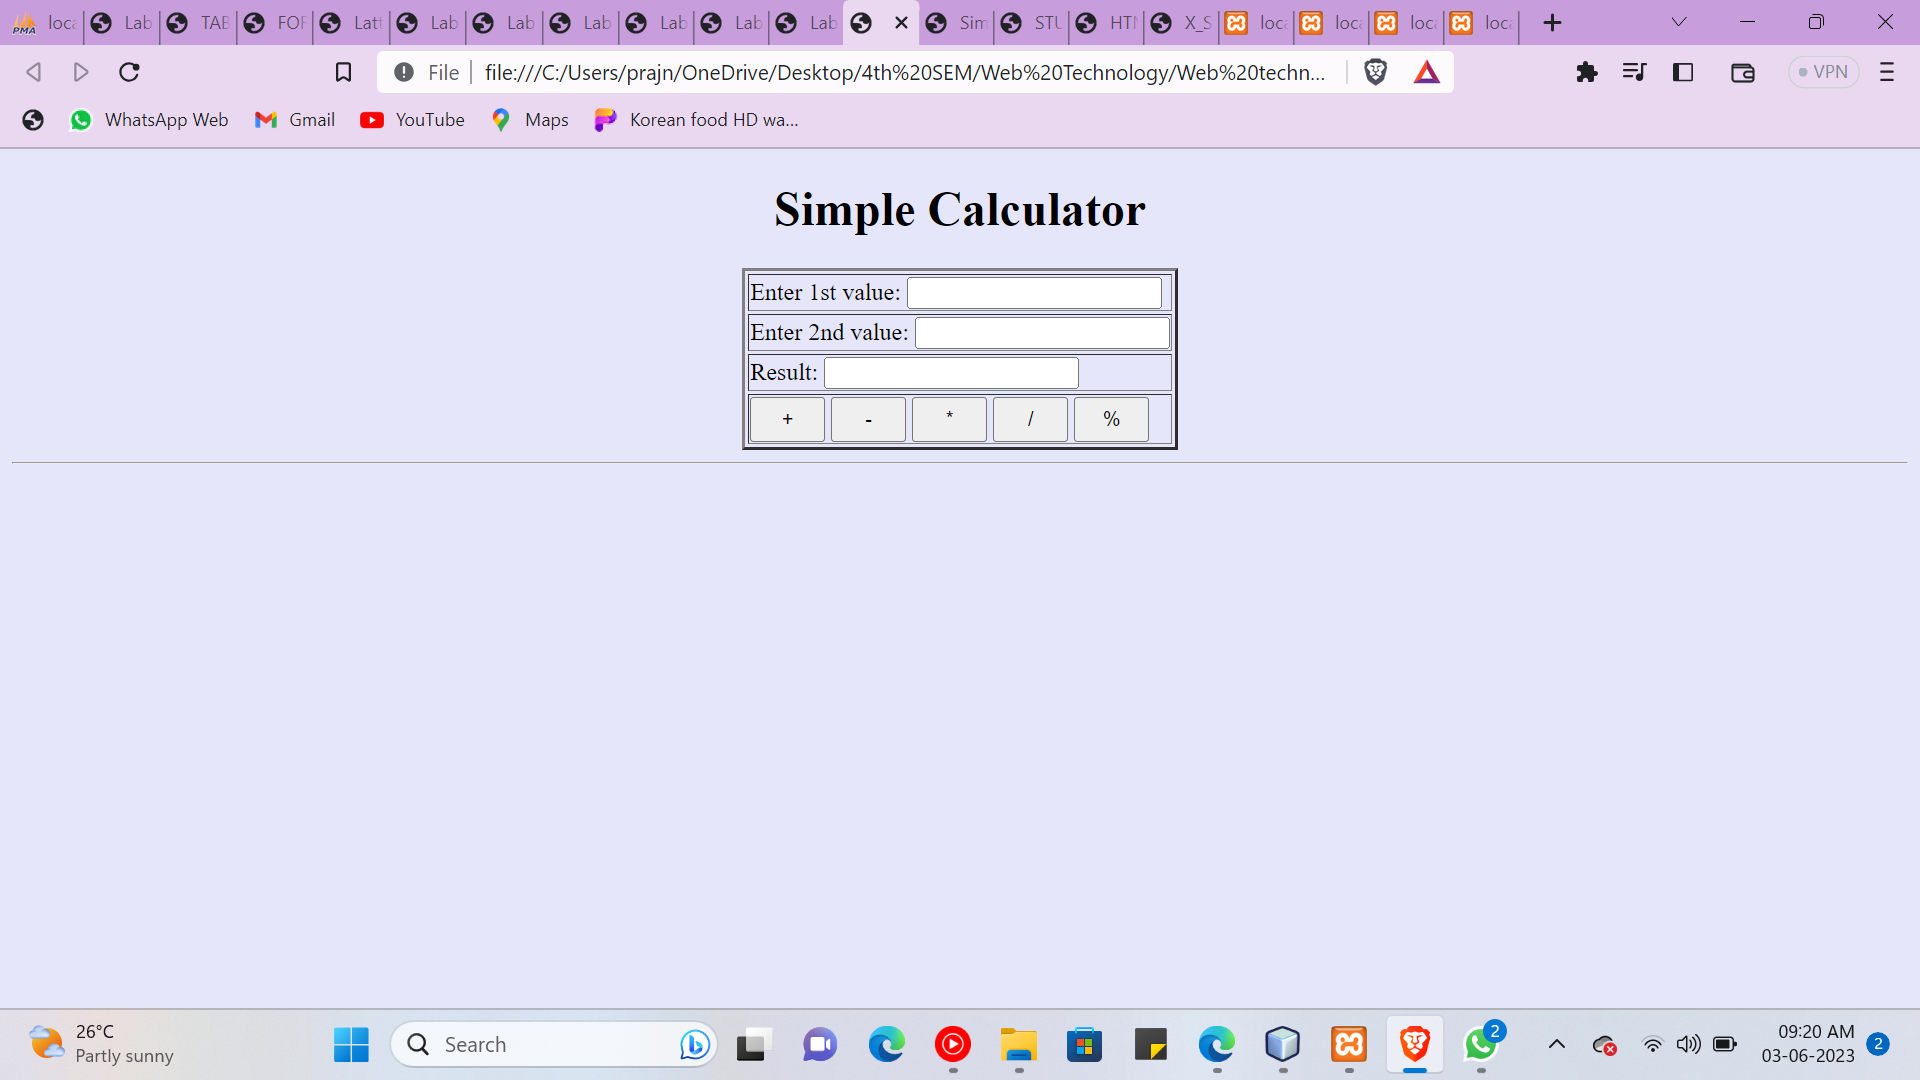 PMA loca Lab TAB FOF Latt Lab Lab Lab Lab Lab Lab Sim STU HTM X_S loca loca loca loca
File file:///C:/Users/prajn/OneDrive/Desktop/4th%20SEM/Web%20Technology/Web%20techn... VPN
WhatsApp Web Gmail YouTube Maps Korean food HD wa...
Simple Calculator
Enter 1st value:
Enter 2nd value:
Result:
+ - * / %
26°C
Partly sunny
Search
2
09:20 AM
03-06-2023
2